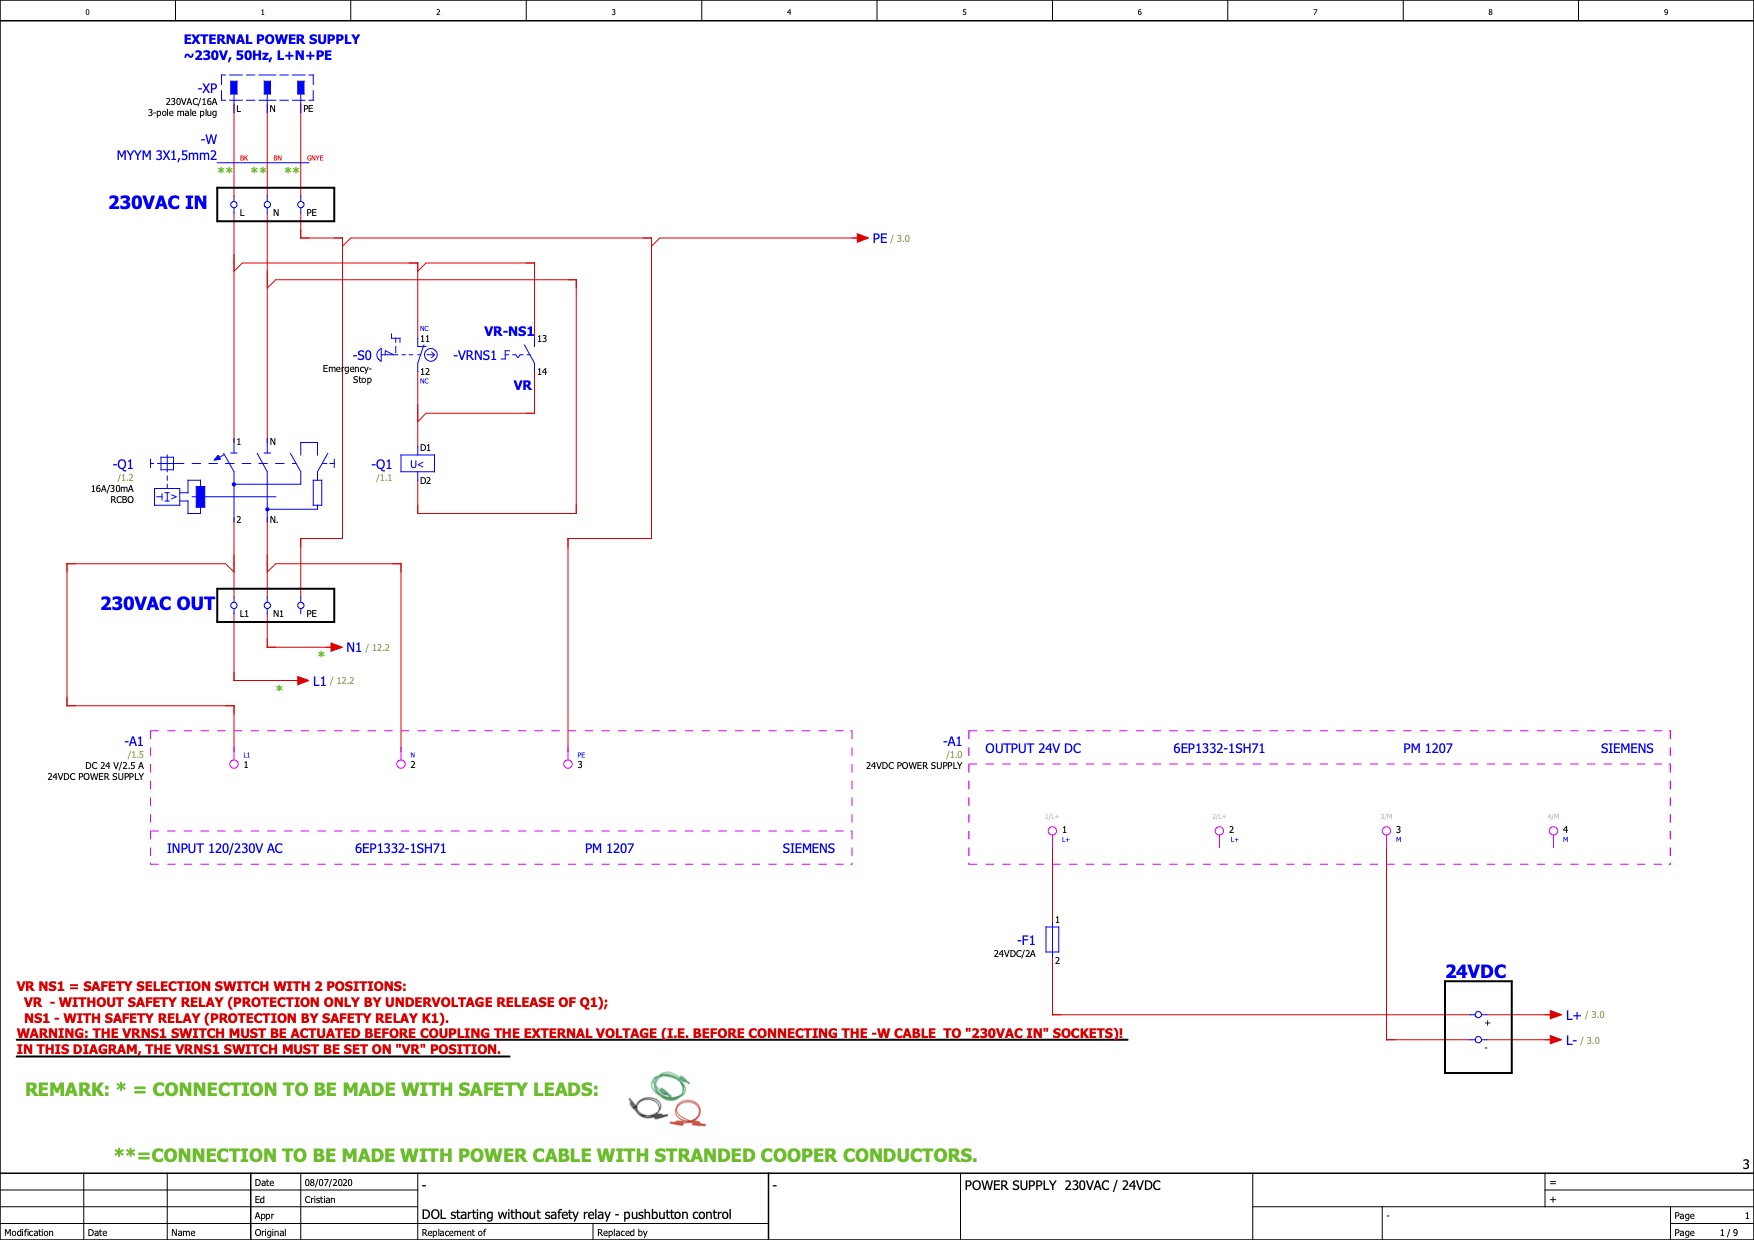 0 1 2 3 4 5 6 7 8 9
EXTERNAL POWER SUPPLY
~230V, 50Hz, L+N+PE
-XP
230VAC/16A
3-pole male plug
L N PE
-W
MYYM 3X1,5mm2
BK BN GNYE
** ** **
230VAC IN
L N PE
PE / 3.0
NC
11
-S0
Emergency-
Stop
12
NC
VR-NS1
13
-VRNS1
14
VR
1 N
-Q1
/1.2
16A/30mA
RCBO
I>
2 N.
D1
-Q1
/1.1
U<
D2
230VAC OUT
L1 N1 PE
N1 / 12.2
*
L1 / 12.2
*
-A1
/1.5
DC 24 V/2.5 A
24VDC POWER SUPPLY
L1 N PE
1 2 3
INPUT 120/230V AC 6EP1332-1SH71 PM 1207 SIEMENS
-A1
/1.0
24VDC POWER SUPPLY
OUTPUT 24V DC 6EP1332-1SH71 PM 1207 SIEMENS
1/L+ 2/L+ 3/M 4/M
1 2 3 4
L+ L+ M M
1
-F1
24VDC/2A
2
24VDC
+
-
L+ / 3.0
L- / 3.0
VR NS1 = SAFETY SELECTION SWITCH WITH 2 POSITIONS:
VR - WITHOUT SAFETY RELAY (PROTECTION ONLY BY UNDERVOLTAGE RELEASE OF Q1);
NS1 - WITH SAFETY RELAY (PROTECTION BY SAFETY RELAY K1).
WARNING: THE VRNS1 SWITCH MUST BE ACTUATED BEFORE COUPLING THE EXTERNAL VOLTAGE (I.E. BEFORE CONNECTING THE -W CABLE TO "230VAC IN" SOCKETS)!
IN THIS DIAGRAM, THE VRNS1 SWITCH MUST BE SET ON "VR" POSITION.
REMARK: * = CONNECTION TO BE MADE WITH SAFETY LEADS:
**=CONNECTION TO BE MADE WITH POWER CABLE WITH STRANDED COOPER CONDUCTORS.
3
Date 08/07/2020
Ed Cristian
Appr
Modification Date Name Original
-
DOL starting without safety relay - pushbutton control
Replacement of Replaced by
-
POWER SUPPLY 230VAC / 24VDC
=
+
-
Page 1
Page 1 / 9